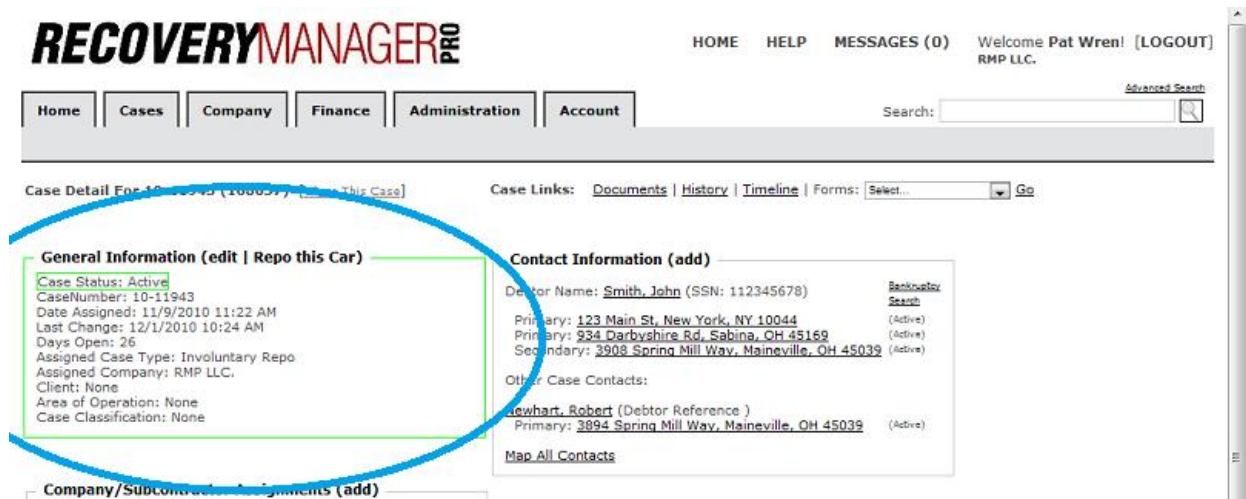 RECOVERYMANAGER PRO
HOME HELP MESSAGES (0) Welcome Pat Wren! [LOGOUT]
RMP LLC.
Advanced Search
Home Cases Company Finance Administration Account Search:
Case Detail For This Case]
Case Links: Documents | History | Timeline | Forms: Select... Go
General Information (edit | Repo this Car)
Case Status: Active
CaseNumber: 10-11943
Date Assigned: 11/9/2010 11:22 AM
Last Change: 12/1/2010 10:24 AM
Days Open: 26
Assigned Case Type: Involuntary Repo
Assigned Company: RMP LLC.
Client: None
Area of Operation: None
Case Classification: None
Contact Information (add)
Debtor Name: Smith, John (SSN: 112345678) Bankruptcy
Search
Primary: 123 Main St, New York, NY 10044 (Active)
Primary: 934 Darbyshire Rd, Sabina, OH 45169 (Active)
Secondary: 3908 Spring Mill Way, Maineville, OH 45039 (Active)
Other Case Contacts:
Newhart, Robert (Debtor Reference )
Primary: 3894 Spring Mill Way, Maineville, OH 45039 (Active)
Map All Contacts
Company/Subcontractor Assignments (add)